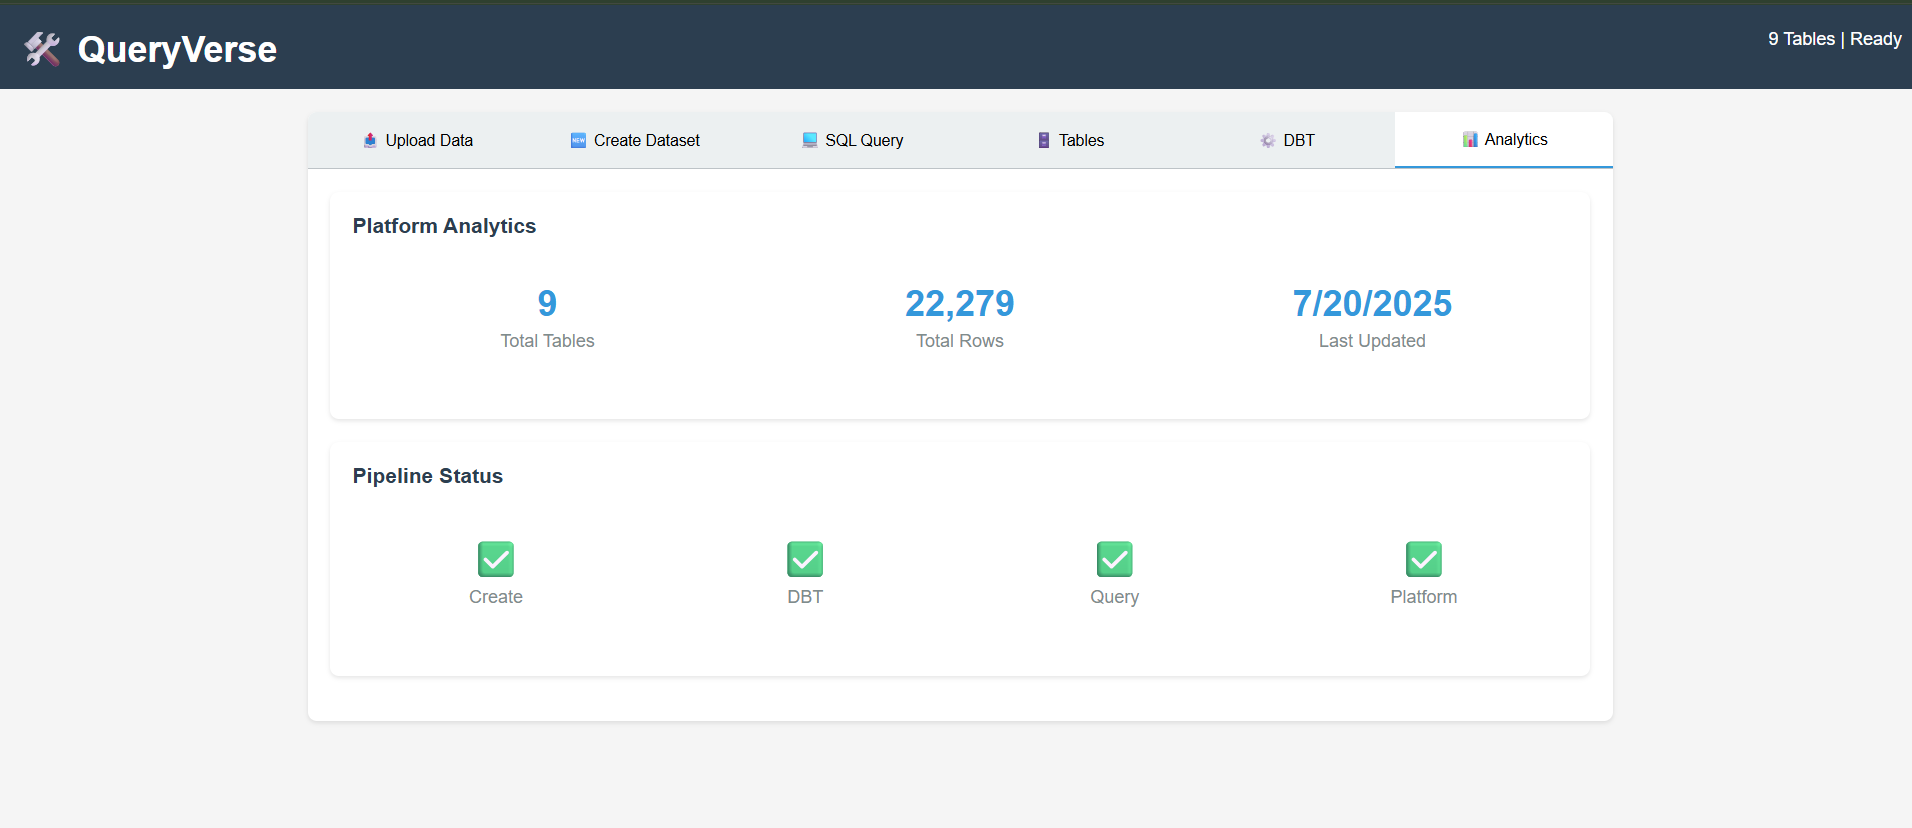 QueryVerse
9 Tables | Ready
Upload Data
NEW Create Dataset
SQL Query
Tables
DBT
Analytics
Platform Analytics
9
Total Tables
22,279
Total Rows
7/20/2025
Last Updated
Pipeline Status
Create
DBT
Query
Platform